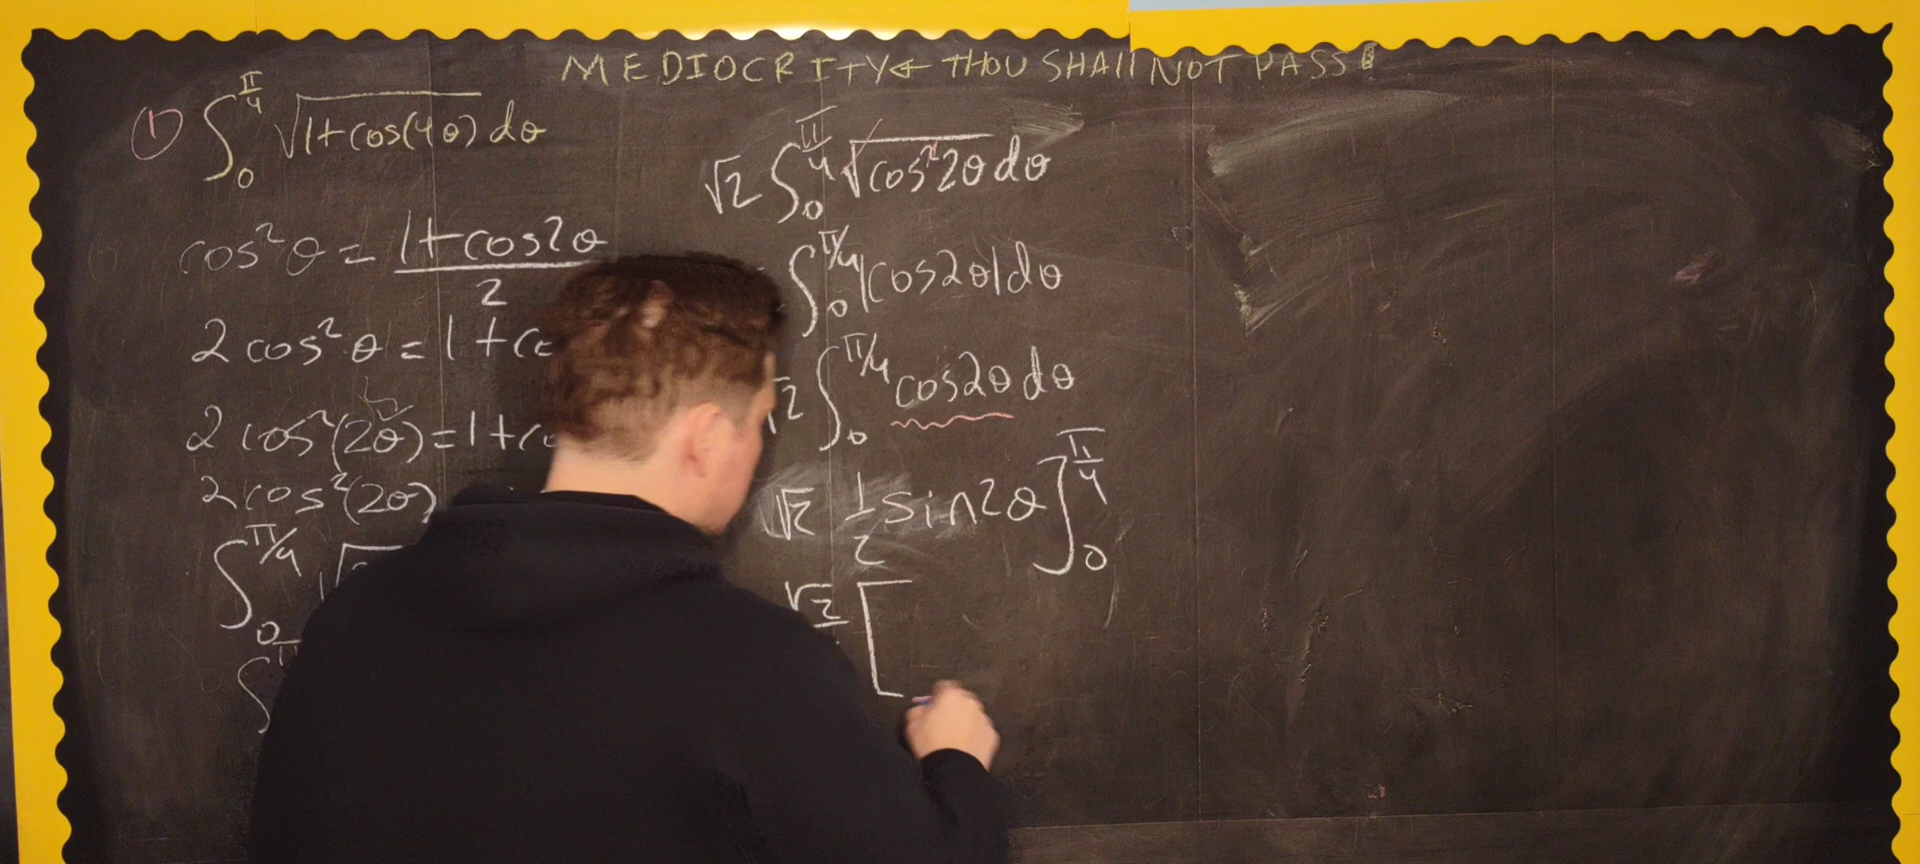 MEDIOCRITY← THOU SHAll NOT PASS!
① ∫₀^{π/4} √(1+cos(4θ)) dθ
cos²θ = (1+cos2θ)/2
2cos²θ = 1+co
2cos²(2θ) = 1+co
2cos²(2θ)
∫₀^{π/4} √
∫
√2 ∫₀^{π/4} √(cos²2θ) dθ
∫₀^{π/4} |cos2θ| dθ
√2 ∫₀^{π/4} cos2θ dθ
√2 1/2 sin2θ]₀^{π/4}
√2 [